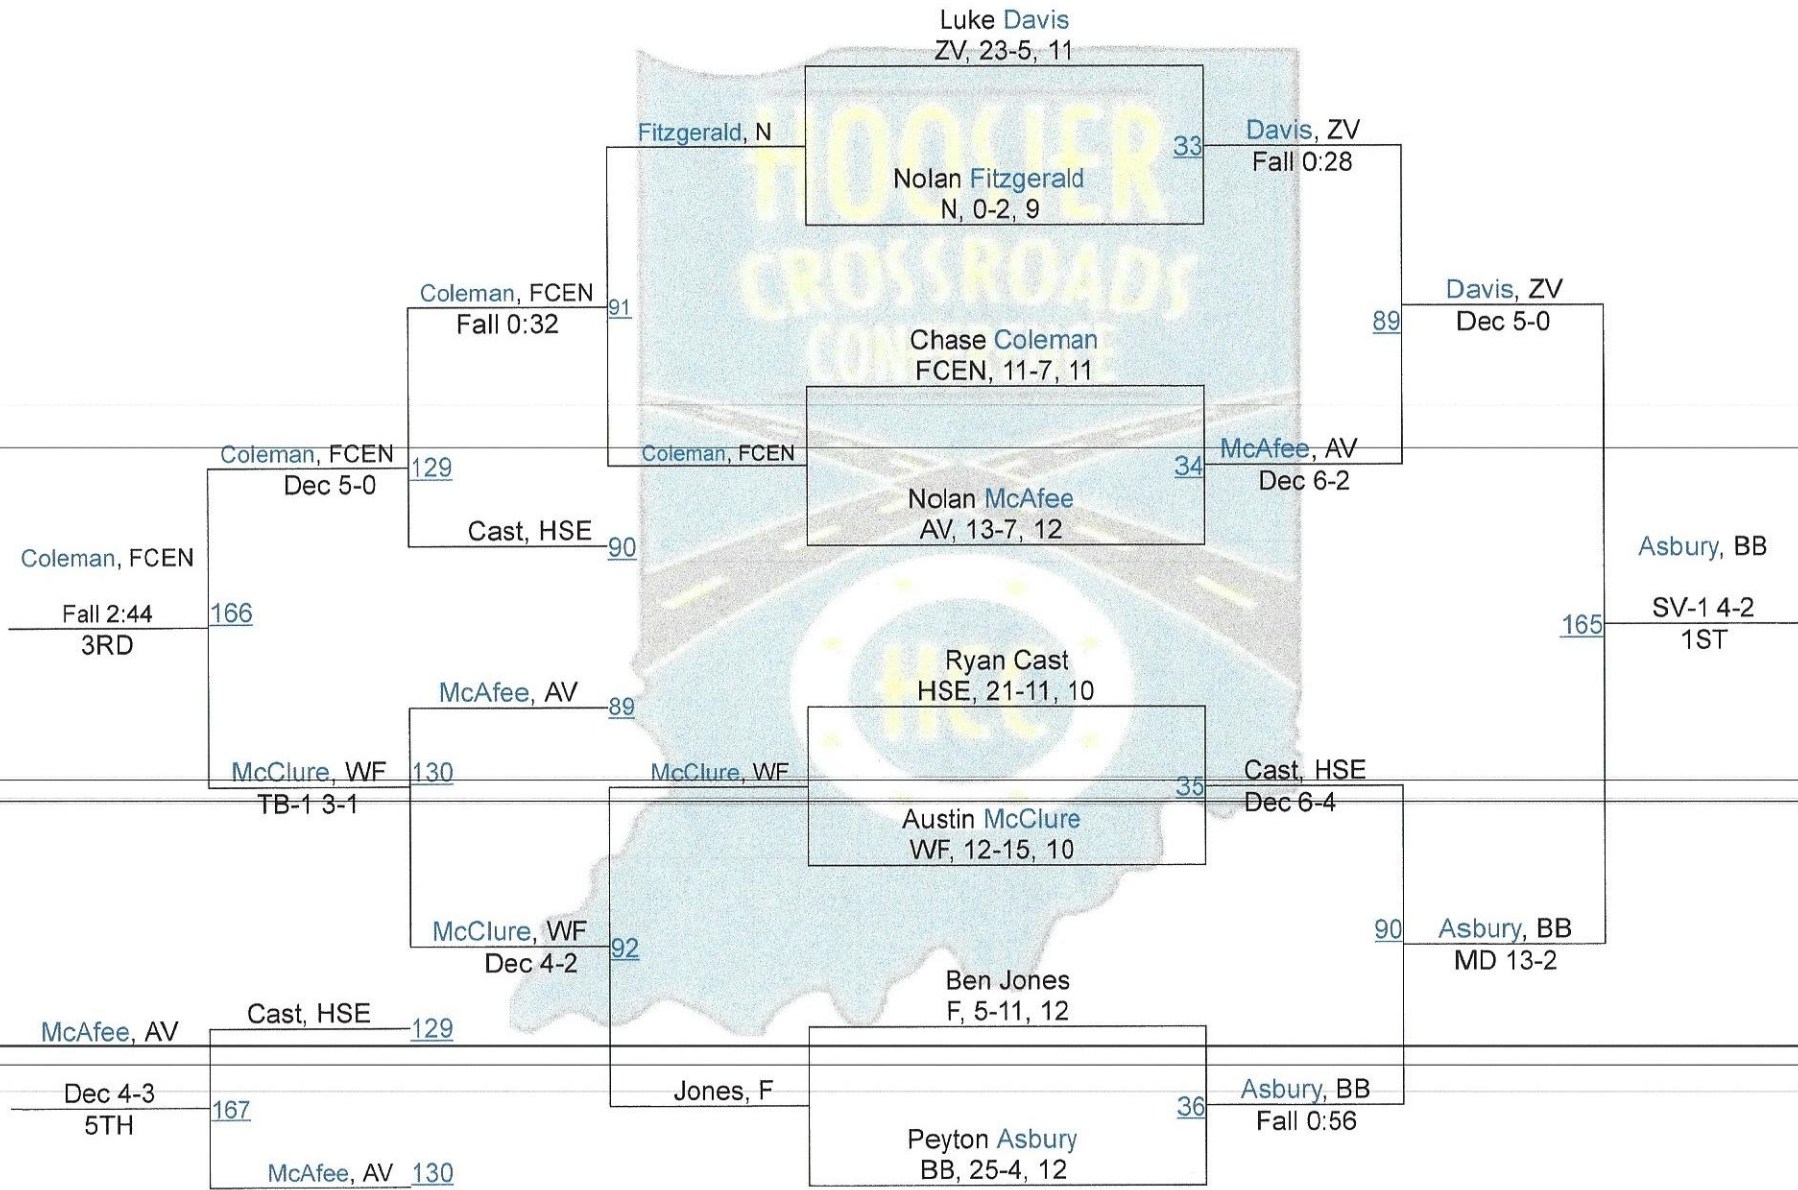 Luke Davis
ZV, 23-5, 11
Fitzgerald, N
33
Davis, ZV
Fall 0:28
Nolan Fitzgerald
N, 0-2, 9
HOOSIER
CROSSROADS
CONFERENCE
Coleman, FCEN
Fall 0:32
91
Davis, ZV
Dec 5-0
89
Chase Coleman
FCEN, 11-7, 11
Coleman, FCEN
Dec 5-0
129
Coleman, FCEN
34
McAfee, AV
Dec 6-2
Nolan McAfee
AV, 13-7, 12
Cast, HSE
90
Coleman, FCEN
Fall 2:44
3RD
166
Asbury, BB
SV-1 4-2
1ST
165
HCC
Ryan Cast
HSE, 21-11, 10
McAfee, AV
89
McClure, WF
TB-1 3-1
130
McClure, WF
35
Cast, HSE
Dec 6-4
Austin McClure
WF, 12-15, 10
McClure, WF
Dec 4-2
92
90
Asbury, BB
MD 13-2
Ben Jones
F, 5-11, 12
Cast, HSE
129
McAfee, AV
Dec 4-3
5TH
167
Jones, F
36
Asbury, BB
Fall 0:56
Peyton Asbury
BB, 25-4, 12
McAfee, AV
130